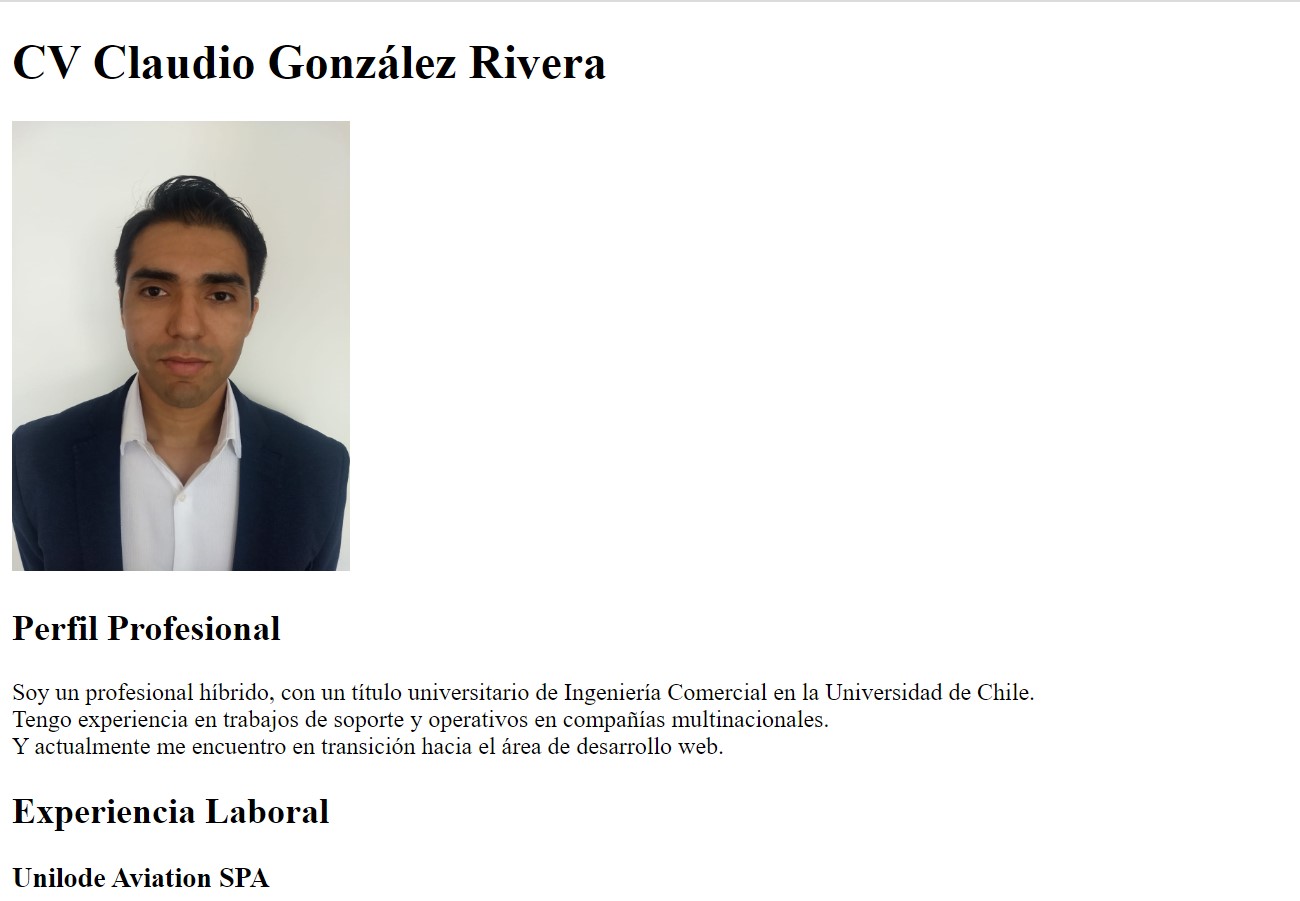 CV Claudio González Rivera
Perfil Profesional
Soy un profesional híbrido, con un título universitario de Ingeniería Comercial en la Universidad de Chile.
Tengo experiencia en trabajos de soporte y operativos en compañías multinacionales.
Y actualmente me encuentro en transición hacia el área de desarrollo web.
Experiencia Laboral
Unilode Aviation SPA